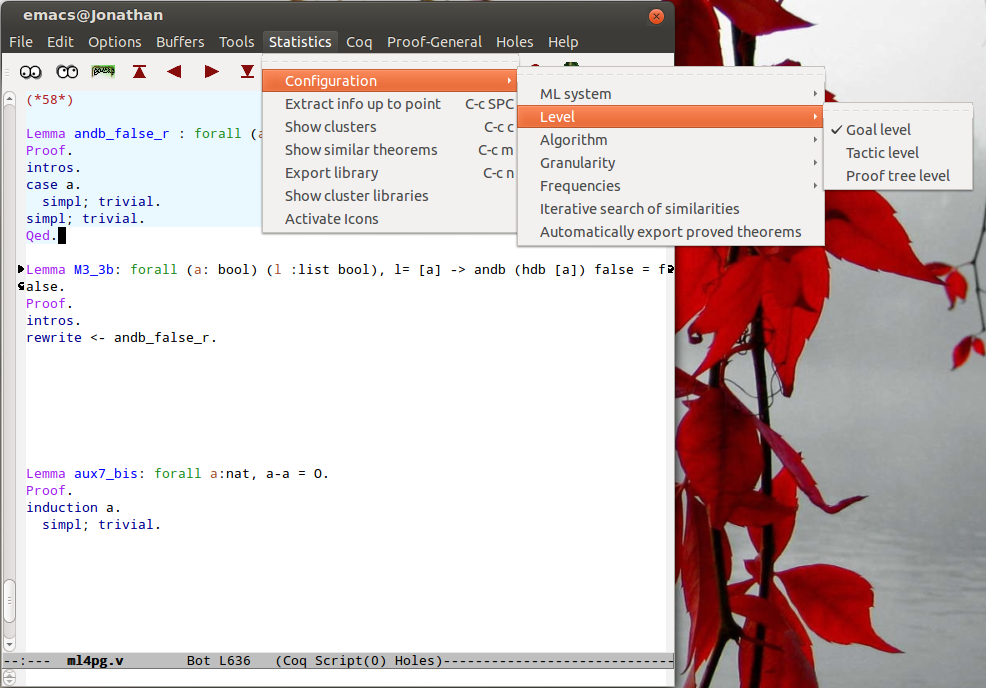 emacs@Jonathan
File Edit Options Buffers Tools Statistics Coq Proof-General Holes Help
Configuration
Extract info up to point C-c SPC
Show clusters C-c c
Show similar theorems C-c m
Export library C-c n
Show cluster libraries
Activate Icons
ML system
Level
Algorithm
Granularity
Frequencies
Iterative search of similarities
Automatically export proved theorems
Goal level
Tactic level
Proof tree level
(*58*)
Lemma andb_false_r : forall (a
Proof.
intros.
case a.
simpl; trivial.
simpl; trivial.
Qed.
Lemma M3_3b: forall (a: bool) (l :list bool), l= [a] -> andb (hdb [a]) false = f
alse.
Proof.
intros.
rewrite <- andb_false_r.
Lemma aux7_bis: forall a:nat, a-a = O.
Proof.
induction a.
simpl; trivial.
--:--- ml4pg.v Bot L636 (Coq Script(0) Holes)-----------------------------